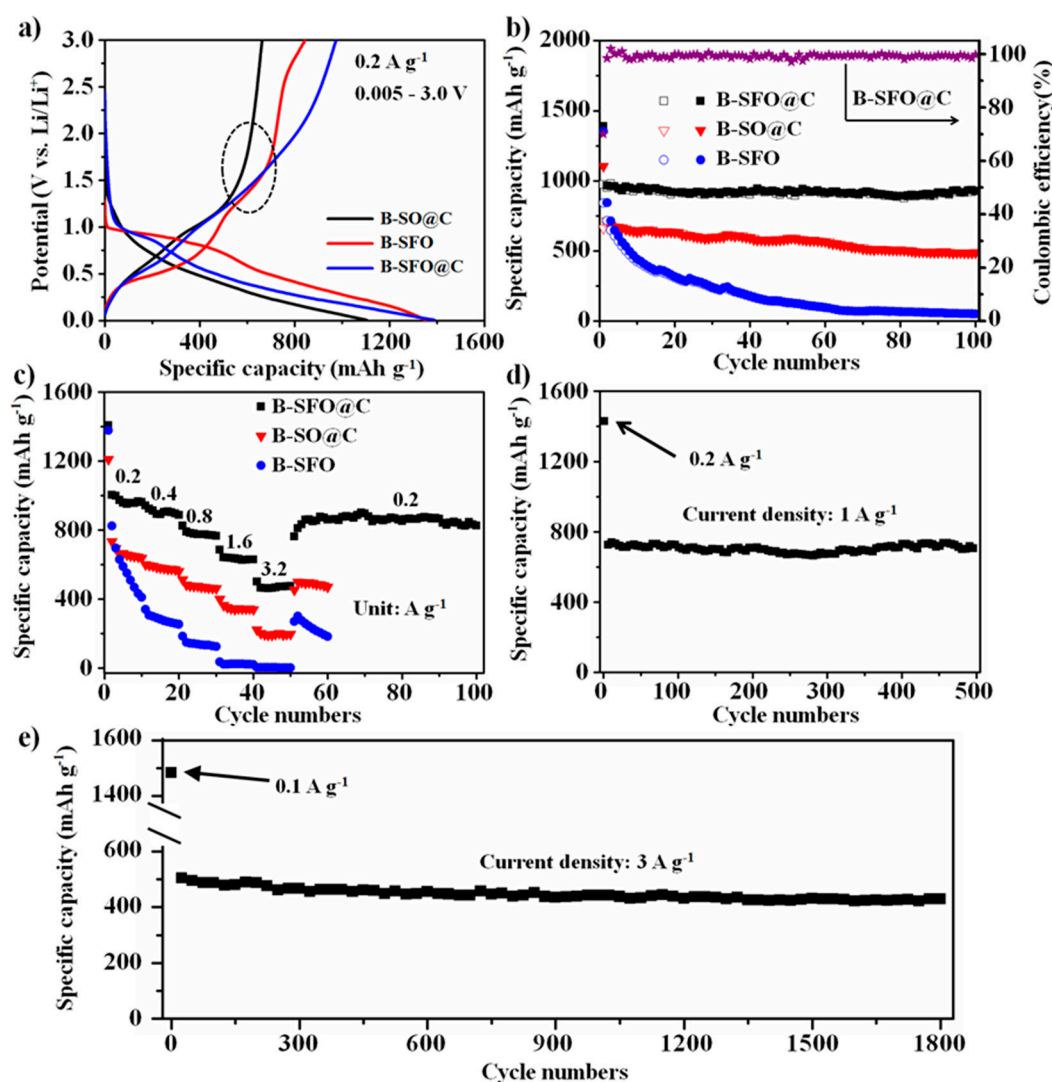 a)
3.0
2.5
2.0
1.5
1.0
0.5
0.0
Potential (V vs. Li/Li⁺)
0.2 A g⁻¹
0.005 - 3.0 V
B-SO@C
B-SFO
B-SFO@C
0 400 800 1200 1600
Specific capacity (mAh g⁻¹)
b)
2000
1500
1000
500
0
Specific capacity (mAh g⁻¹)
B-SFO@C
B-SO@C
B-SFO
B-SFO@C
100
80
60
40
20
0
Coulombic efficiency(%)
0 20 40 60 80 100
Cycle numbers
c)
1600
1200
800
400
0
Specific capacity (mAh g⁻¹)
B-SFO@C
B-SO@C
B-SFO
0.2
0.4
0.8
1.6
3.2
0.2
Unit: A g⁻¹
0 20 40 60 80 100
Cycle numbers
d)
1600
1200
800
400
0
Specific capacity (mAh g⁻¹)
0.2 A g⁻¹
Current density: 1 A g⁻¹
0 100 200 300 400 500
Cycle numbers
e)
1600
1400
600
400
200
0
Specific capacity (mAh g⁻¹)
0.1 A g⁻¹
Current density: 3 A g⁻¹
0 300 600 900 1200 1500 1800
Cycle numbers